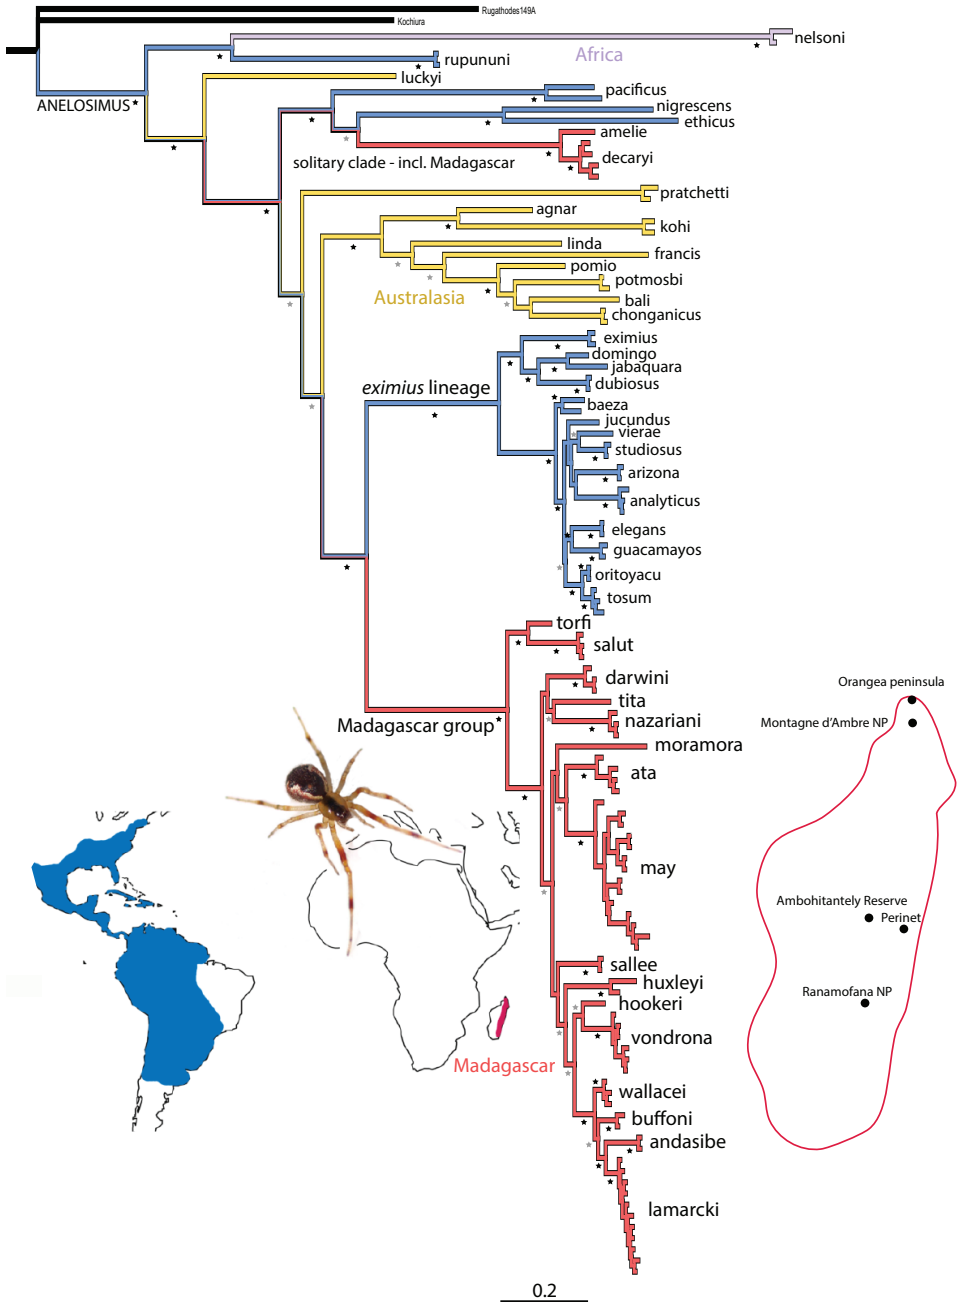 Rugathodes149A
Kochiura
nelsoni
Africa
rupununi
luckyi
ANELOSIMUS
pacificus
nigrescens
ethicus
amelie
solitary clade - incl. Madagascar
decaryi
pratchetti
agnar
kohi
linda
francis
pomio
potmosbi
Australasia
bali
chonganicus
eximius
domingo
jabaquara
eximius lineage
dubiosus
baeza
jucundus
vierae
studiosus
arizona
analyticus
elegans
guacamayos
oritoyacu
tosum
torfi
salut
darwini
Orangea peninsula
tita
nazariani
Montagne d'Ambre NP
Madagascar group
moramora
ata
may
Ambohitantely Reserve
Perinet
sallee
huxleyi
Ranamofana NP
hookeri
vondrona
Madagascar
wallacei
buffoni
andasibe
lamarcki
0.2